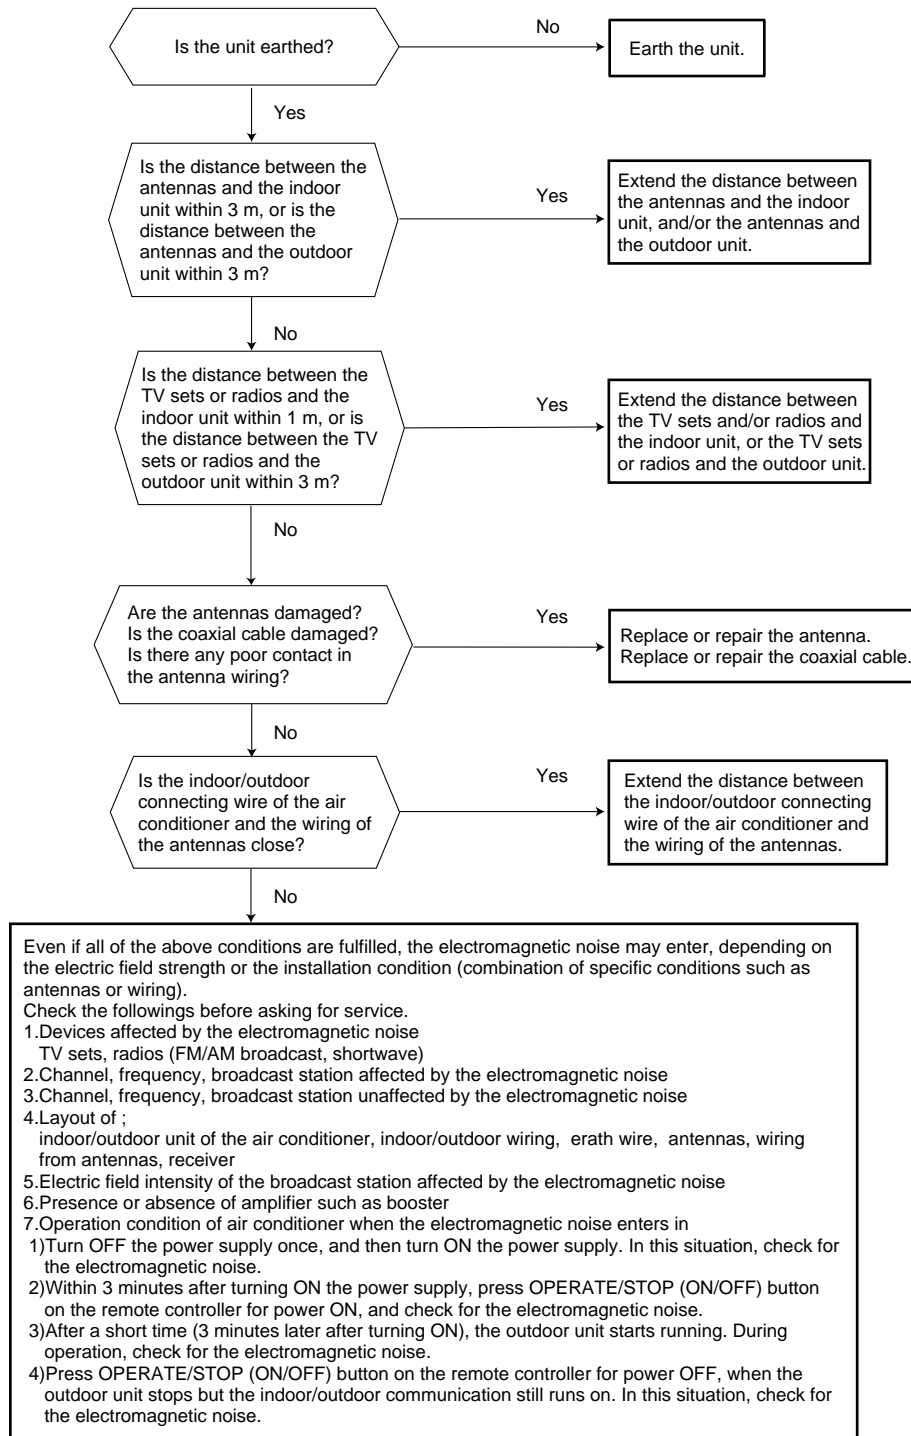 Is the unit earthed?
No
Earth the unit.
Yes
Is the distance between the
antennas and the indoor
unit within 3 m, or is the
distance between the
antennas and the outdoor
unit within 3 m?
Yes
Extend the distance between
the antennas and the indoor
unit, and/or the antennas and
the outdoor unit.
No
Is the distance between the
TV sets or radios and the
indoor unit within 1 m, or is
the distance between the TV
sets or radios and the
outdoor unit within 3 m?
Yes
Extend the distance between
the TV sets and/or radios and
the indoor unit, or the TV sets
or radios and the outdoor unit.
No
Are the antennas damaged?
Is the coaxial cable damaged?
Is there any poor contact in
the antenna wiring?
Yes
Replace or repair the antenna.
Replace or repair the coaxial cable.
No
Is the indoor/outdoor
connecting wire of the air
conditioner and the wiring of
the antennas close?
Yes
Extend the distance between
the indoor/outdoor connecting
wire of the air conditioner and
the wiring of the antennas.
No
Even if all of the above conditions are fulfilled, the electromagnetic noise may enter, depending on
the electric field strength or the installation condition (combination of specific conditions such as
antennas or wiring).
Check the followings before asking for service.
1.Devices affected by the electromagnetic noise
TV sets, radios (FM/AM broadcast, shortwave)
2.Channel, frequency, broadcast station affected by the electromagnetic noise
3.Channel, frequency, broadcast station unaffected by the electromagnetic noise
4.Layout of ;
indoor/outdoor unit of the air conditioner, indoor/outdoor wiring, erath wire, antennas, wiring
from antennas, receiver
5.Electric field intensity of the broadcast station affected by the electromagnetic noise
6.Presence or absence of amplifier such as booster
7.Operation condition of air conditioner when the electromagnetic noise enters in
1)Turn OFF the power supply once, and then turn ON the power supply. In this situation, check for
the electromagnetic noise.
2)Within 3 minutes after turning ON the power supply, press OPERATE/STOP (ON/OFF) button
on the remote controller for power ON, and check for the electromagnetic noise.
3)After a short time (3 minutes later after turning ON), the outdoor unit starts running. During
operation, check for the electromagnetic noise.
4)Press OPERATE/STOP (ON/OFF) button on the remote controller for power OFF, when the
outdoor unit stops but the indoor/outdoor communication still runs on. In this situation, check for
the electromagnetic noise.